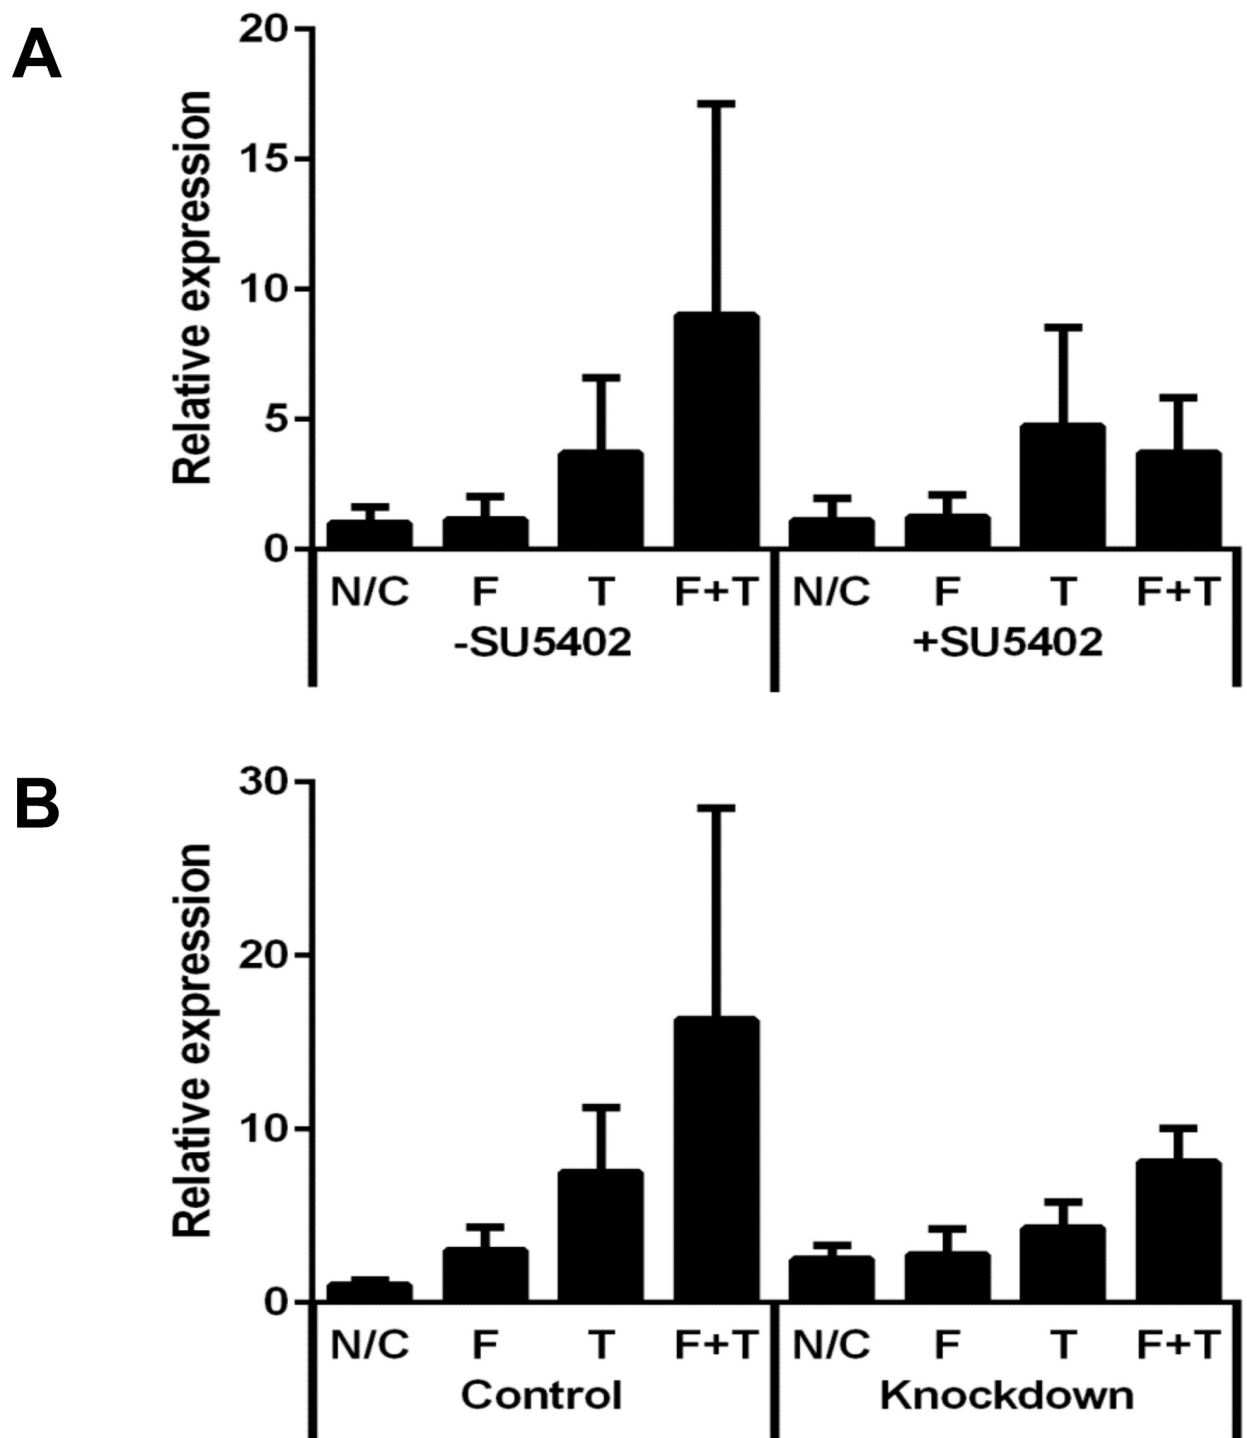 A
Relative expression
20
15
10
5
0
N/C F T F+T N/C F T F+T
-SU5402 +SU5402
B
Relative expression
30
20
10
0
N/C F T F+T N/C F T F+T
Control Knockdown